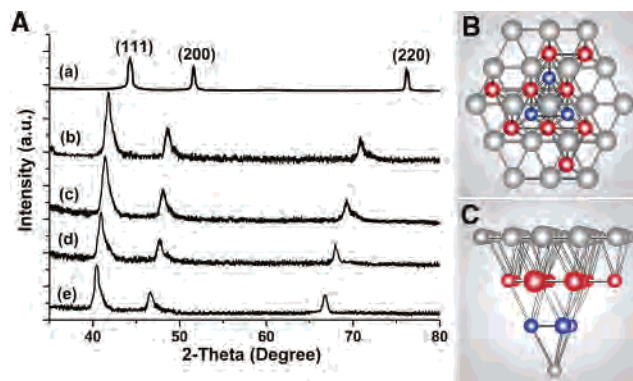 A
(111)
(200)
(220)
(a)
(b)
(c)
(d)
(e)
Intensity (a.u.)
40 50 60 70 80
2-Theta (Degree)
B
C